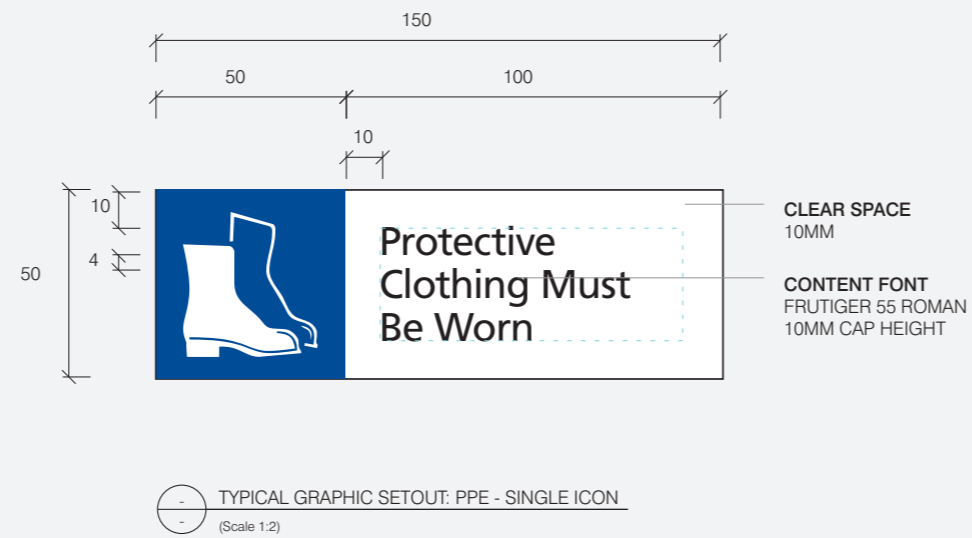 150
50
100
10
10
4
50
Protective
Clothing Must
Be Worn
CLEAR SPACE
10MM
CONTENT FONT
FRUTIGER 55 ROMAN
10MM CAP HEIGHT
-
-
TYPICAL GRAPHIC SETOUT: PPE - SINGLE ICON
(Scale 1:2)